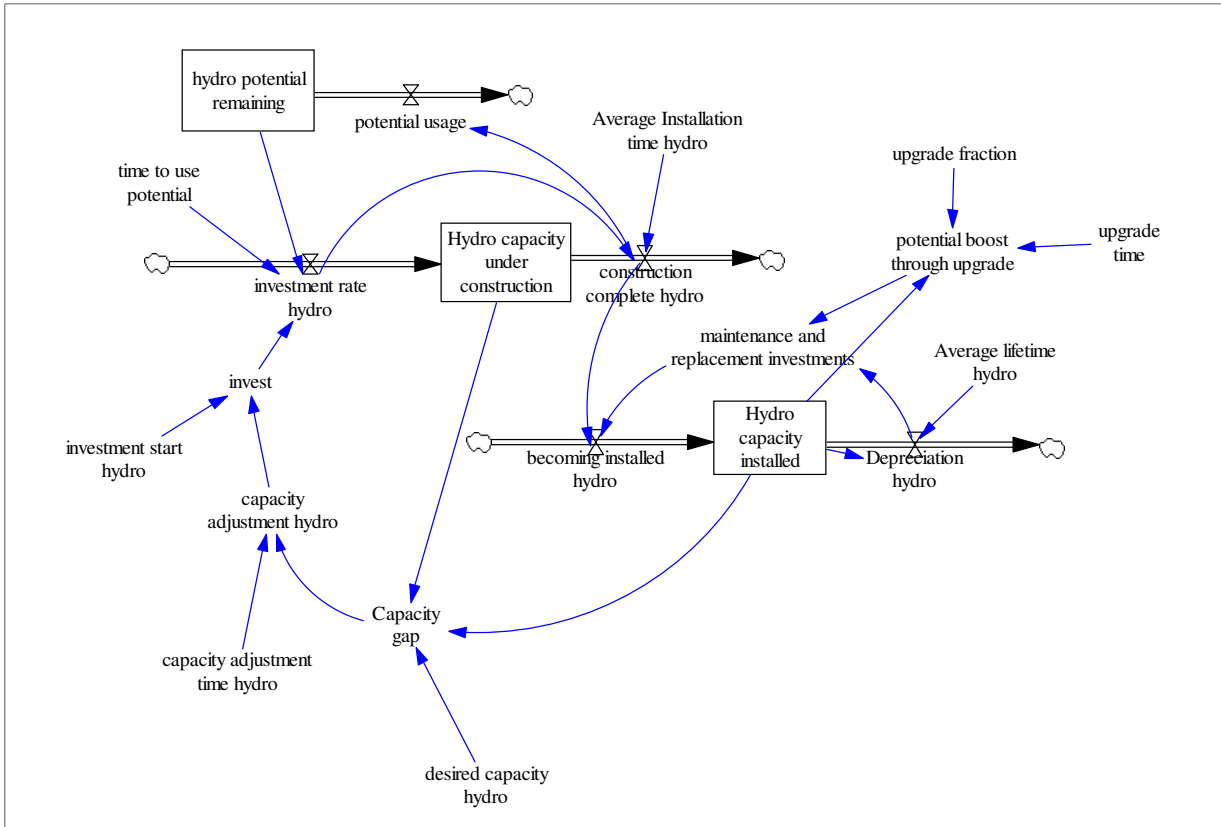 hydro potential
remaining
potential usage
Average Installation
time hydro
upgrade fraction
time to use
potential
Hydro capacity
under
construction
potential boost
through upgrade
upgrade
time
investment rate
hydro
construction
complete hydro
maintenance and
replacement investments
Average lifetime
hydro
invest
investment start
hydro
Hydro
capacity
installed
becoming installed
hydro
Depreciation
hydro
capacity
adjustment hydro
Capacity
gap
capacity adjustment
time hydro
desired capacity
hydro